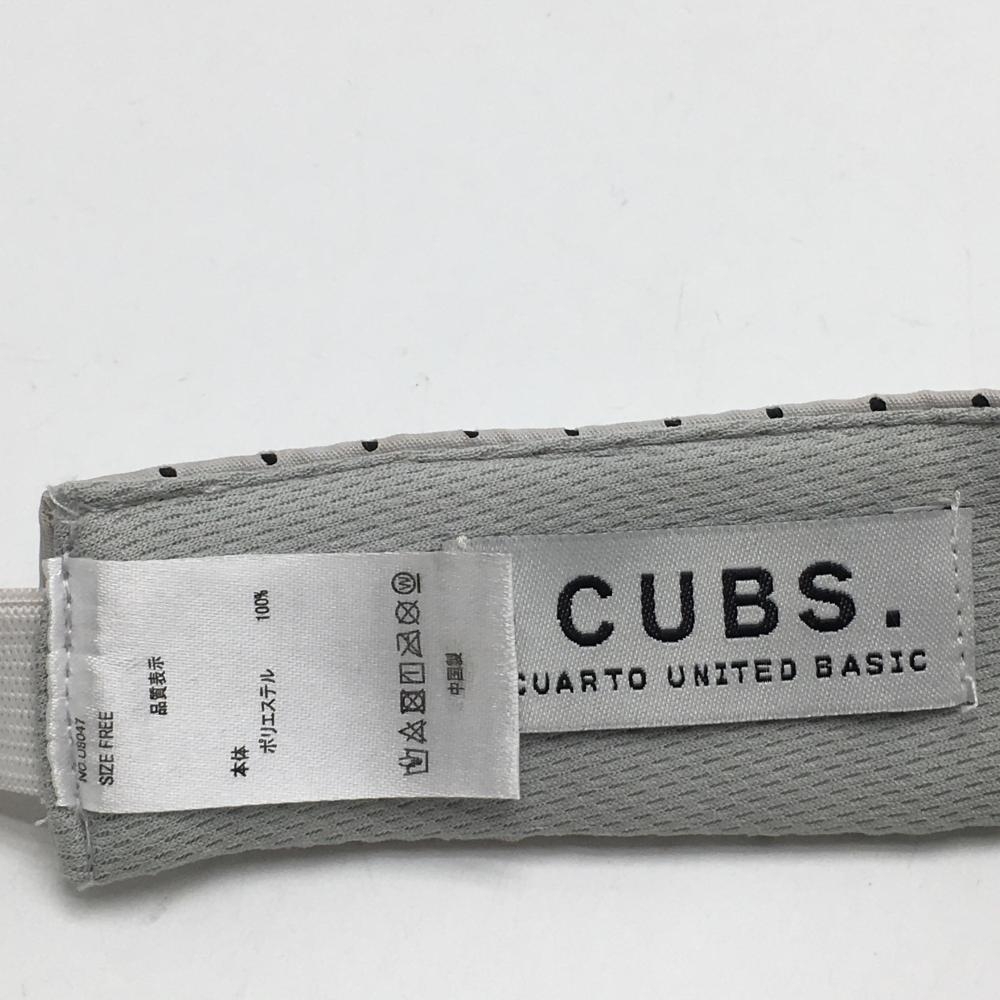 NO U8047
SIZE FREE
品質表示
本体
ポリエステル 100%
中国製
CUBS.
CUARTO UNITED BASIC